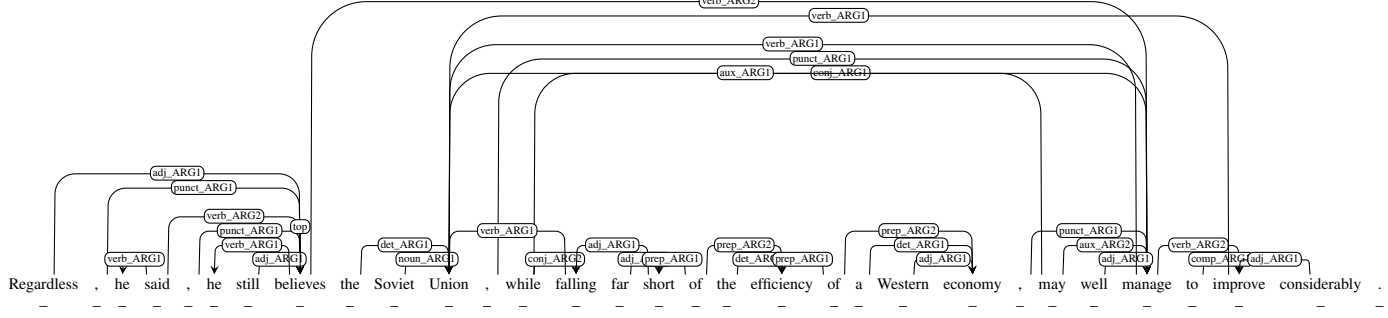 verb_ARG2
verb_ARG1
verb_ARG1
punct_ARG1
aux_ARG1 conj_ARG1
adj_ARG1
punct_ARG1
verb_ARG2 top
punct_ARG1 verb_ARG1 prep_ARG2 punct_ARG1
verb_ARG1 det_ARG1 adj_ARG1 prep_ARG2 det_ARG1 aux_ARG2 verb_ARG2
verb_ARG1 adj_ARG1 noun_ARG1 conj_ARG2 prep_ARG1 prep_ARG1 adj_ARG1 adj_ARG1 adj_ARG1
Regardless , he said , he still believes the Soviet Union , while falling far short of the efficiency of a Western economy , may well manage to improve considerably .
_ _ _ _ _ _ _ _ _ _ _ _ _ _ _ _ _ _ _ _ _ _ _ _ _ _ _ _ _ _ _